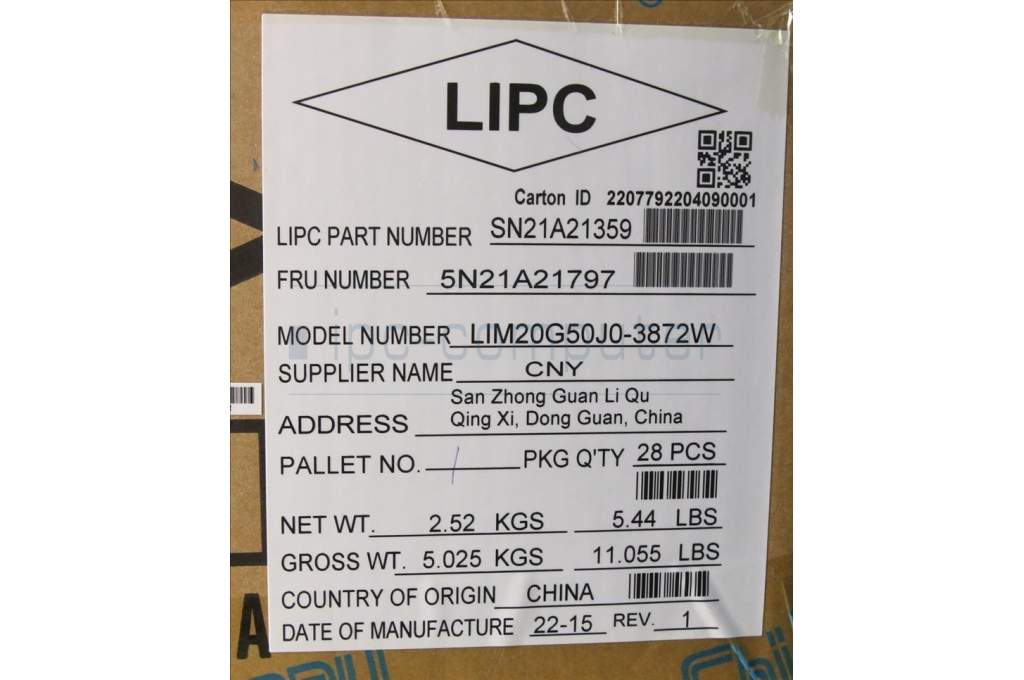 LIPC
Carton ID 2207792204090001
LIPC PART NUMBER SN21A21359
FRU NUMBER 5N21A21797
ipc-computer
MODEL NUMBER LIM20G50J0-3872W
SUPPLIER NAME CNY
San Zhong Guan Li Qu
ADDRESS Qing Xi, Dong Guan, China
PALLET NO. / PKG Q'TY 28 PCS
NET WT. 2.52 KGS 5.44 LBS
GROSS WT. 5.025 KGS 11.055 LBS
COUNTRY OF ORIGIN CHINA
DATE OF MANUFACTURE 22-15 REV. 1
A